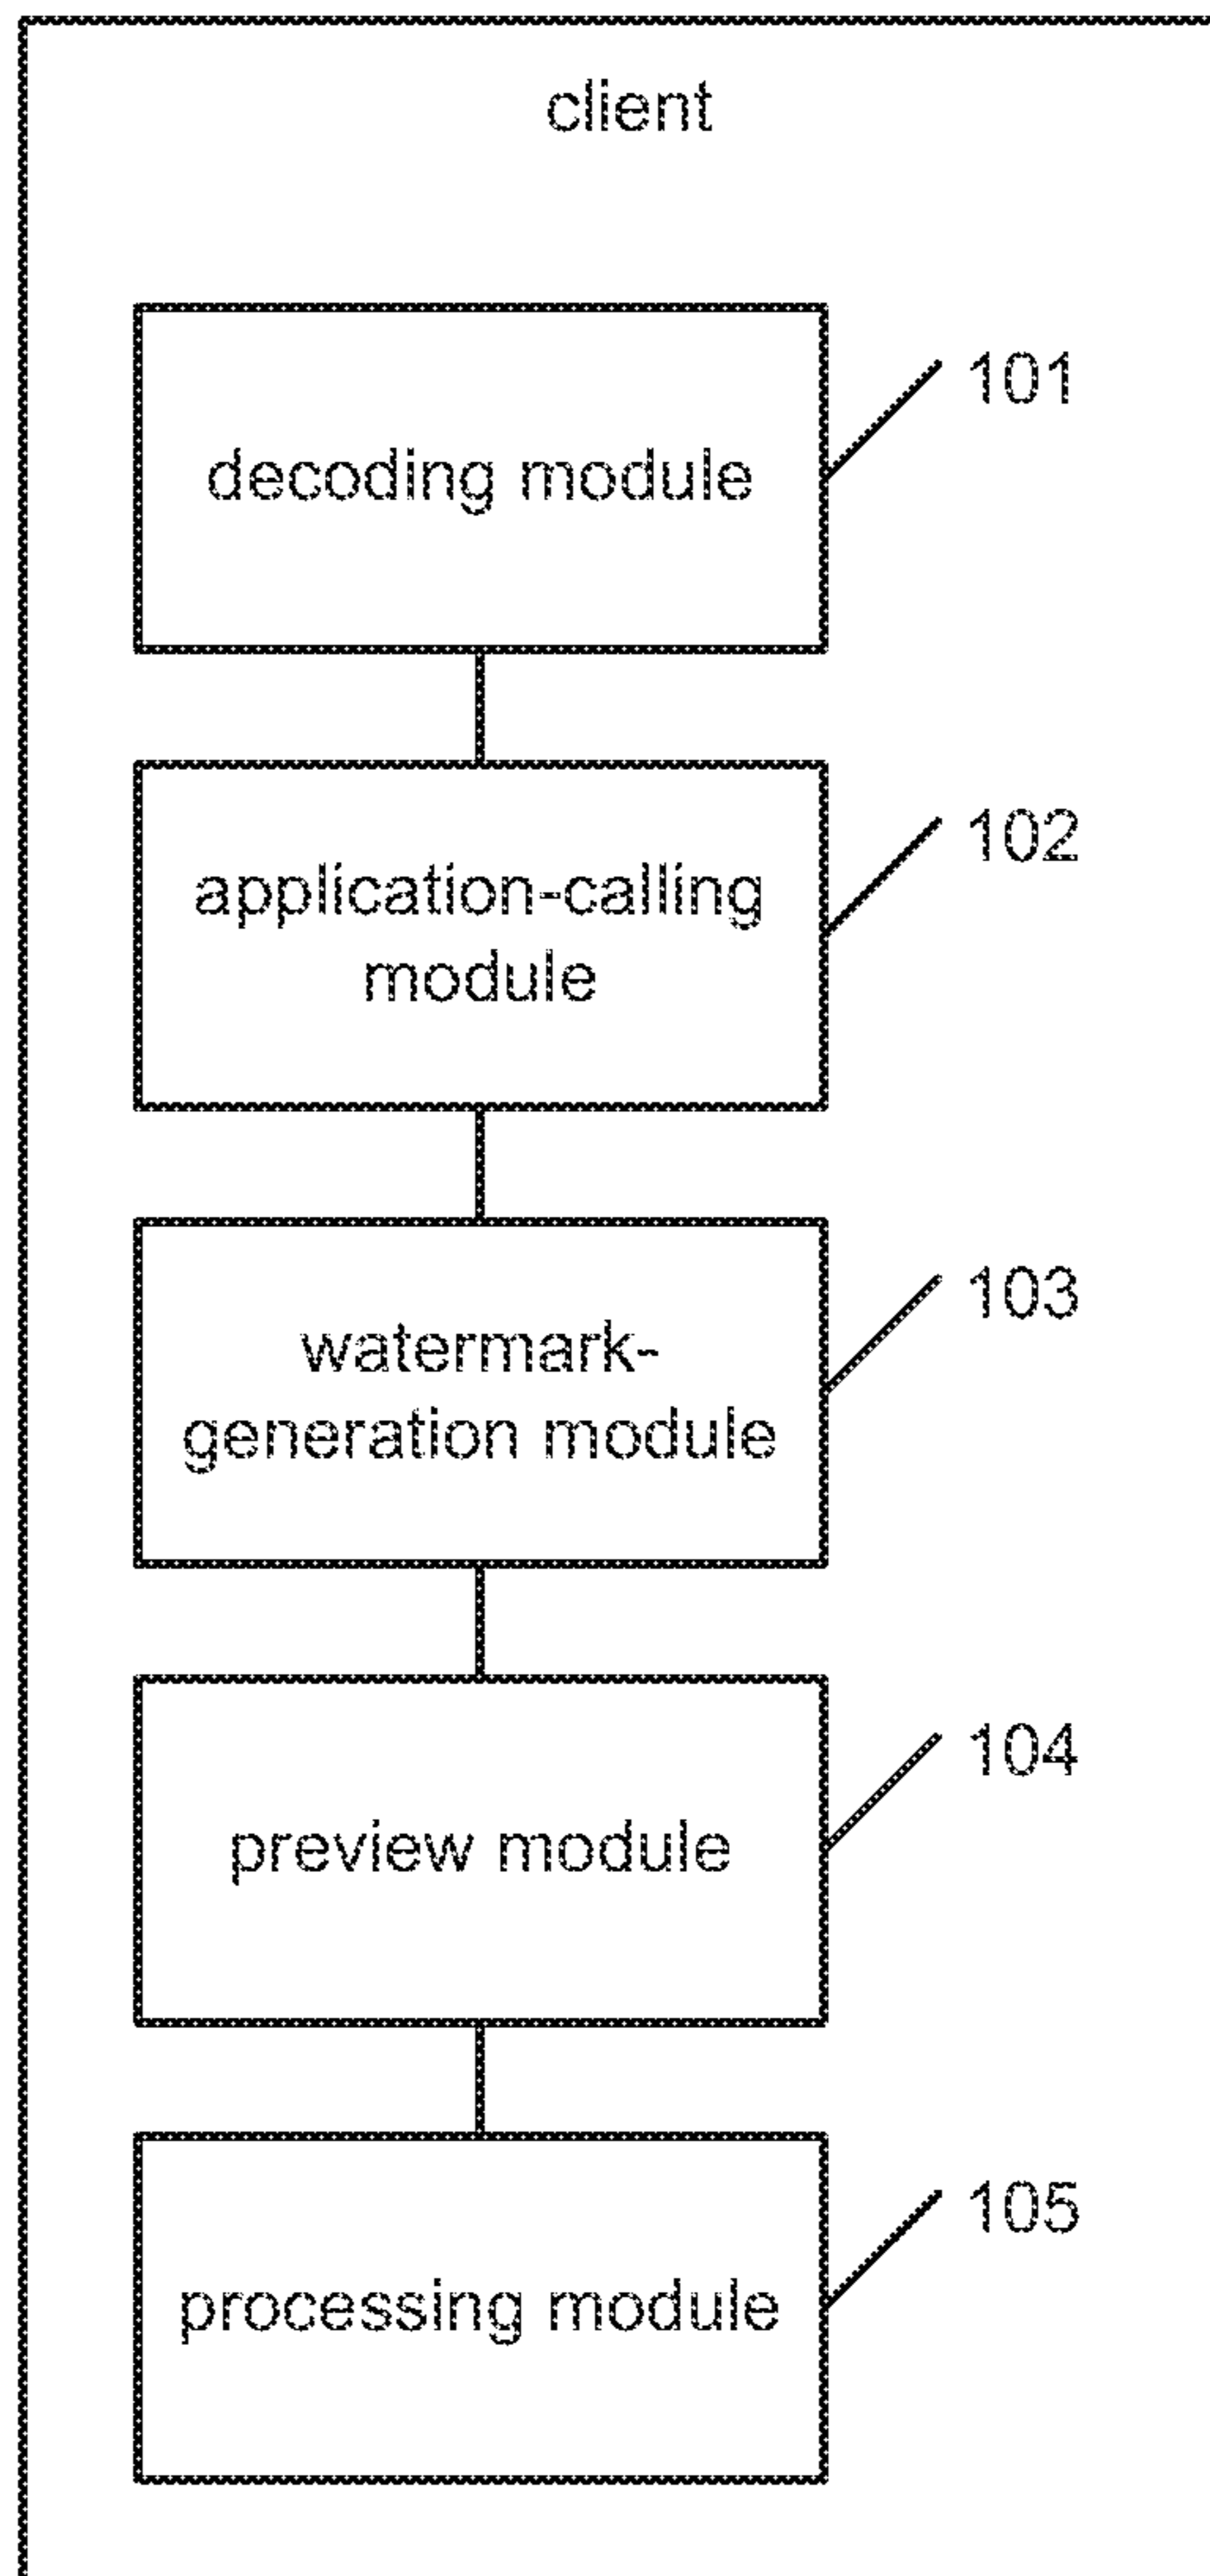 client
decoding module
101
application-calling
module
102
watermark-
generation module
103
preview module
104
processing module
105